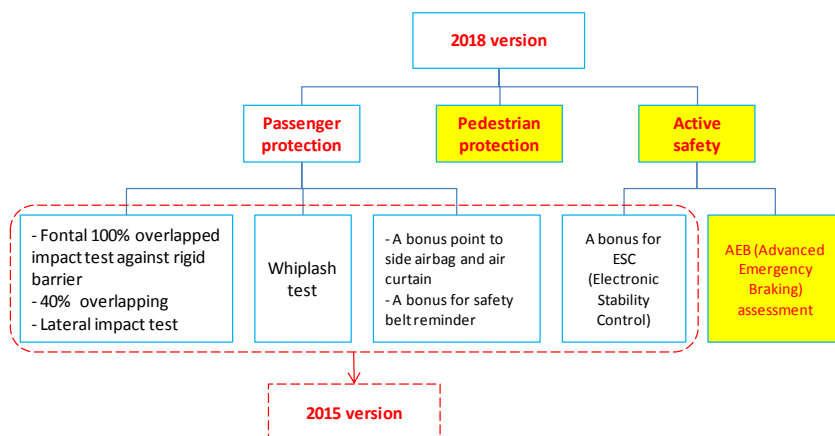 2018 version
Passenger
protection
Pedestrian
protection
Active
safety
- Fontal 100% overlapped
impact test against rigid
barrier
- 40% overlapping
- Lateral impact test
Whiplash
test
- A bonus point to
side airbag and air
curtain
- A bonus for safety
belt reminder
A bonus for
ESC
(Electronic
Stability
Control)
AEB (Advanced
Emergency
Braking)
assessment
2015 version